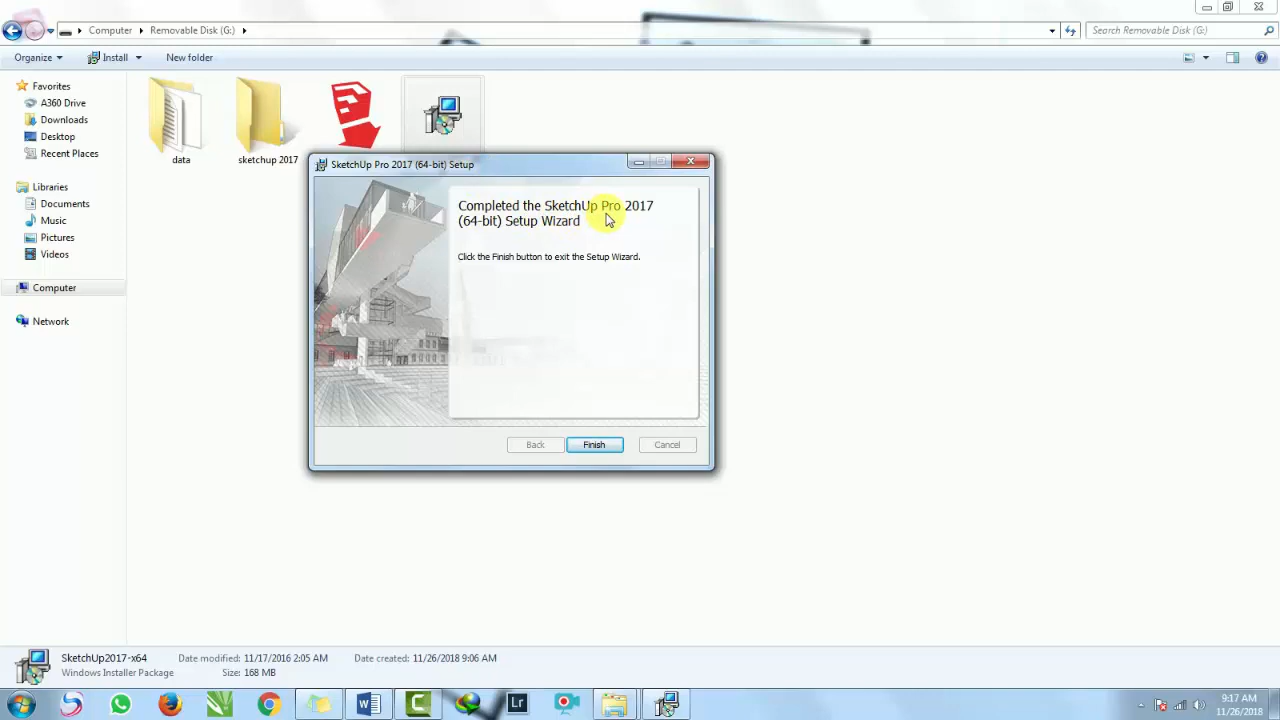 Computer
Removable Disk (G:)
Search Removable Disk (G:)
Organize
Install
New folder
Favorites
A360 Drive
Downloads
Desktop
Recent Places
Libraries
Documents
Music
Pictures
Videos
Computer
Network
data
sketchup 2017
SketchUp Pro 2017 (64-bit) Setup
Completed the SketchUp Pro 2017
(64-bit) Setup Wizard
Click the Finish button to exit the Setup Wizard.
Back
Finish
Cancel
SketchUp2017-x64
Date modified: 11/17/2016 2:05 AM
Date created: 11/26/2018 9:06 AM
Windows Installer Package
Size: 168 MB
Lr
9:17 AM
11/26/2018